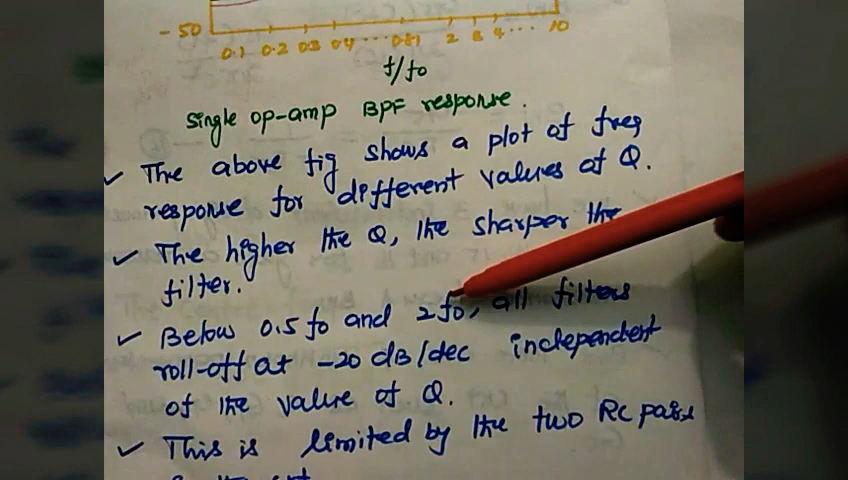 -50
0.1 0.2 0.3 0.4 .... 0.81 2 3 4 ... 10
f/fo
Single op-amp BPF response.
✓ The above fig shows a plot of freq
response for different values of Q.
✓ The higher the Q, the sharper the
filter.
✓ Below 0.5 fo and 2fo, all filters
roll-off at -20 dB/dec independent
of the value of Q.
✓ This is limited by the two RC pairs